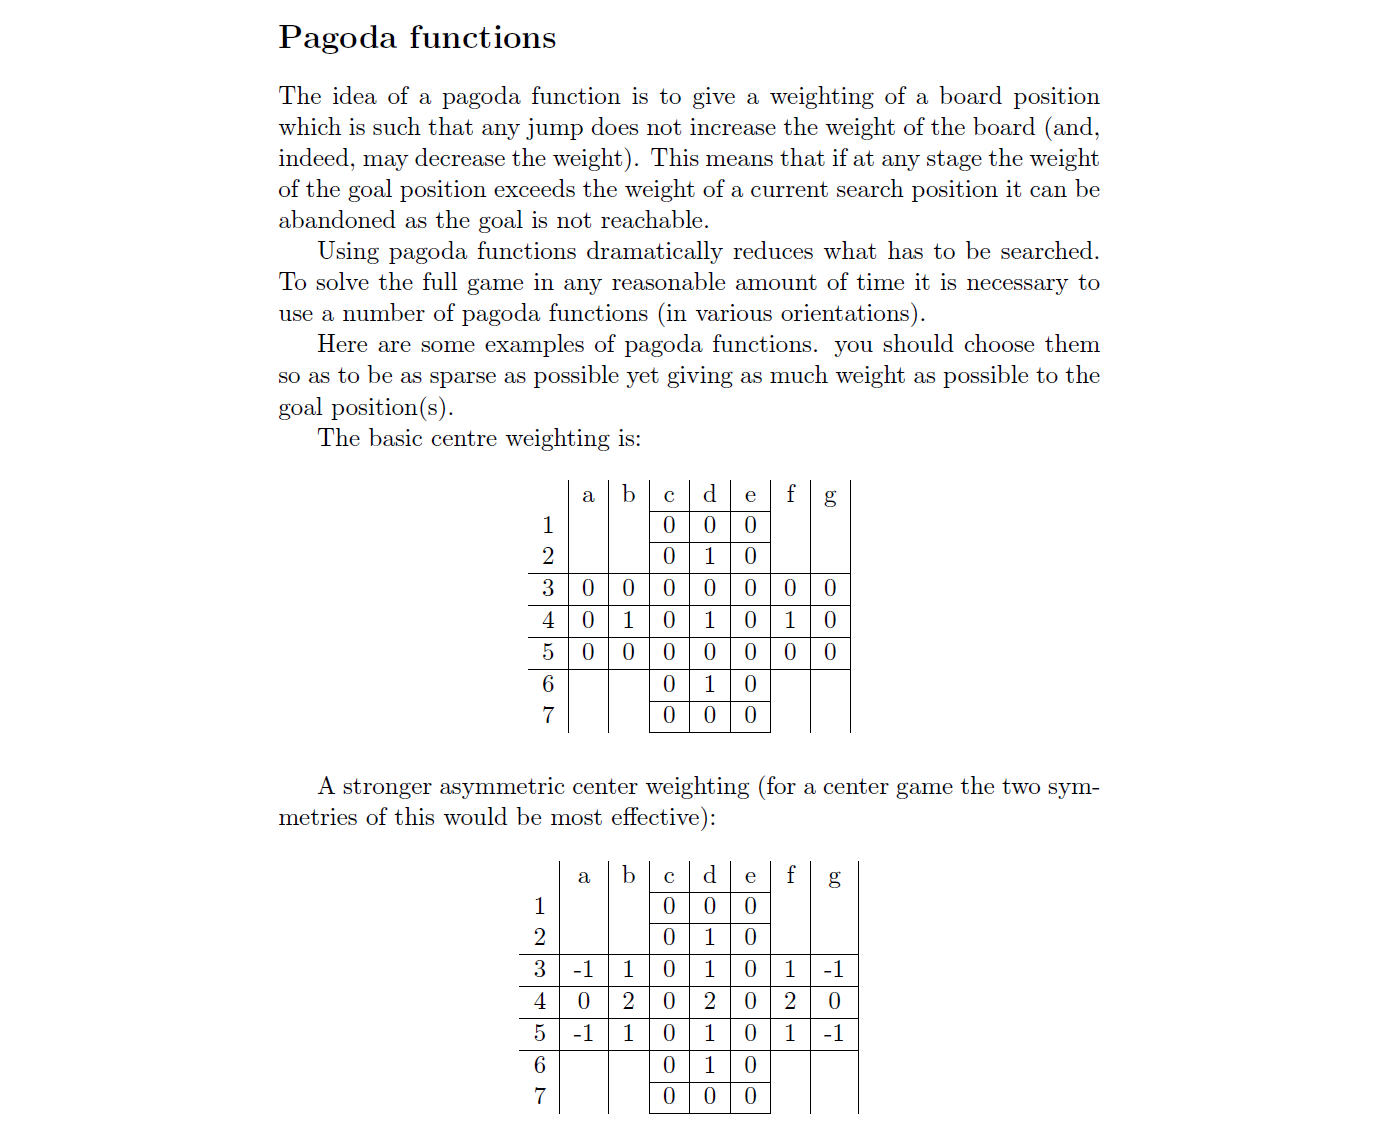 Pagoda functions
The idea of a pagoda function is to give a weighting of a board position
which is such that any jump does not increase the weight of the board (and,
indeed, may decrease the weight). This means that if at any stage the weight
of the goal position exceeds the weight of a current search position it can be
abandoned as the goal is not reachable.
Using pagoda functions dramatically reduces what has to be searched.
To solve the full game in any reasonable amount of time it is necessary to
use a number of pagoda functions (in various orientations).
Here are some examples of pagoda functions. you should choose them
so as to be as sparse as possible yet giving as much weight as possible to the
goal position(s).
The basic centre weighting is:
a b c d e f g
1 0 0 0
2 0 1 0
3 0 0 0 0 0 0 0
4 0 1 0 1 0 1 0
5 0 0 0 0 0 0 0
6 0 1 0
7 0 0 0
A stronger asymmetric center weighting (for a center game the two sym-
metries of this would be most effective):
a b c d e f g
1 0 0 0
2 0 1 0
3 -1 1 0 1 0 1 -1
4 0 2 0 2 0 2 0
5 -1 1 0 1 0 1 -1
6 0 1 0
7 0 0 0